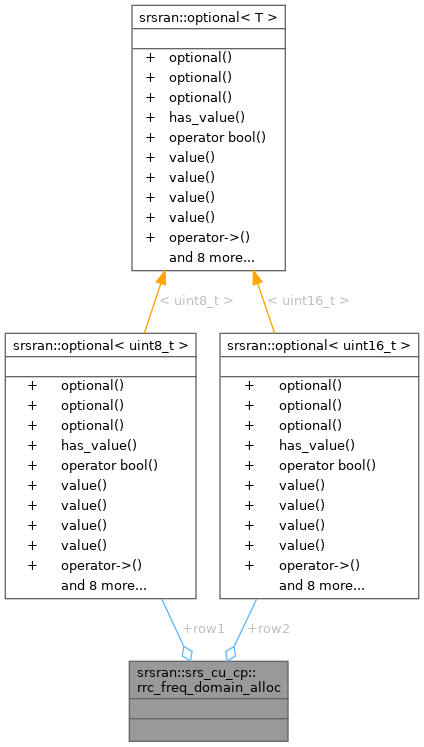 srsran::optional< T >
+ optional()
+ optional()
+ optional()
+ has_value()
+ operator bool()
+ value()
+ value()
+ value()
+ value()
+ operator->()
and 8 more...
< uint8_t >
< uint16_t >
srsran::optional< uint8_t >
+ optional()
+ optional()
+ optional()
+ has_value()
+ operator bool()
+ value()
+ value()
+ value()
+ value()
+ operator->()
and 8 more...
srsran::optional< uint16_t >
+ optional()
+ optional()
+ optional()
+ has_value()
+ operator bool()
+ value()
+ value()
+ value()
+ value()
+ operator->()
and 8 more...
+row1
+row2
srsran::srs_cu_cp::
rrc_freq_domain_alloc